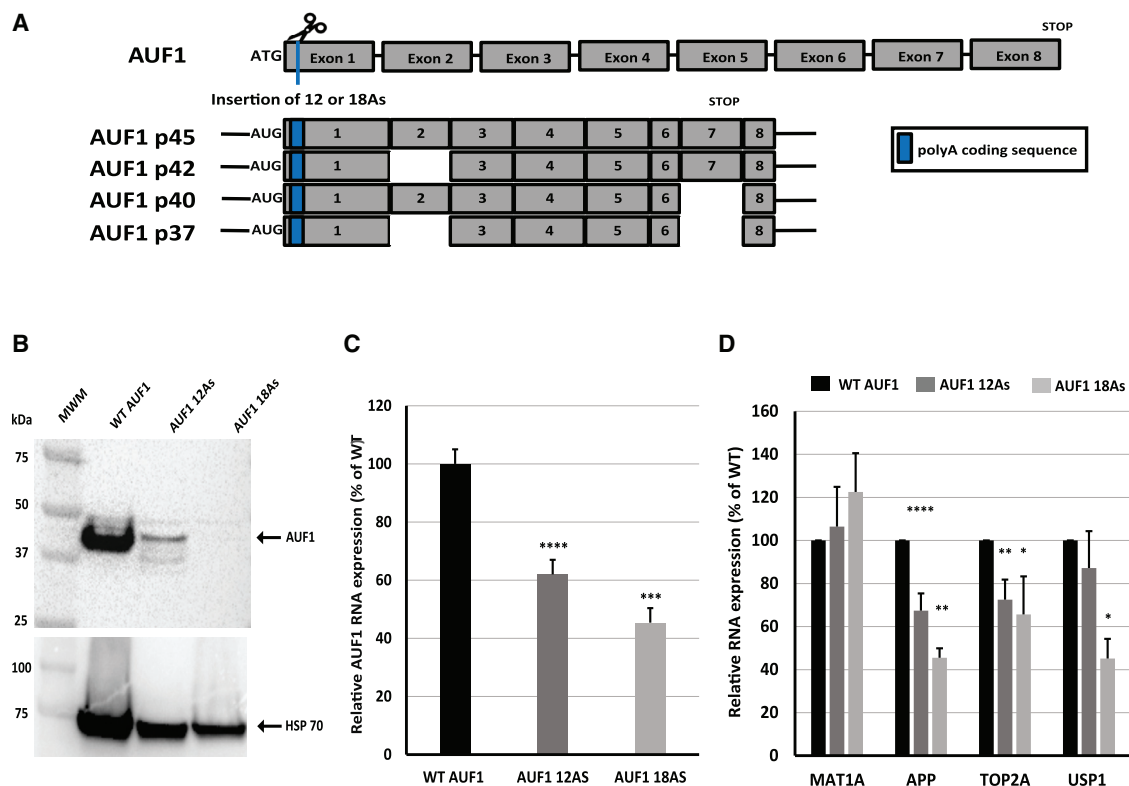 A
AUF1
ATG
Exon 1
Exon 2
Exon 3
Exon 4
Exon 5
Exon 6
Exon 7
Exon 8
STOP
Insertion of 12 or 18As
STOP
AUF1 p45
AUG
1
2
3
4
5
6
7
8
AUF1 p42
AUG
1
3
4
5
6
7
8
AUF1 p40
AUG
1
2
3
4
5
6
8
AUF1 p37
AUG
1
3
4
5
6
8
polyA coding sequence
B
kDa
MWM
WT AUF1
AUF1 12As
AUF1 18As
75
50
37
25
AUF1
100
75
HSP 70
C
Relative AUF1 RNA expression (% of WT)
120
100
80
60
40
20
0
****
***
WT AUF1
AUF1 12AS
AUF1 18AS
D
WT AUF1
AUF1 12As
AUF1 18As
Relative RNA expression (% of WT)
160
140
120
100
80
60
40
20
0
****
**
**
*
*
MAT1A
APP
TOP2A
USP1